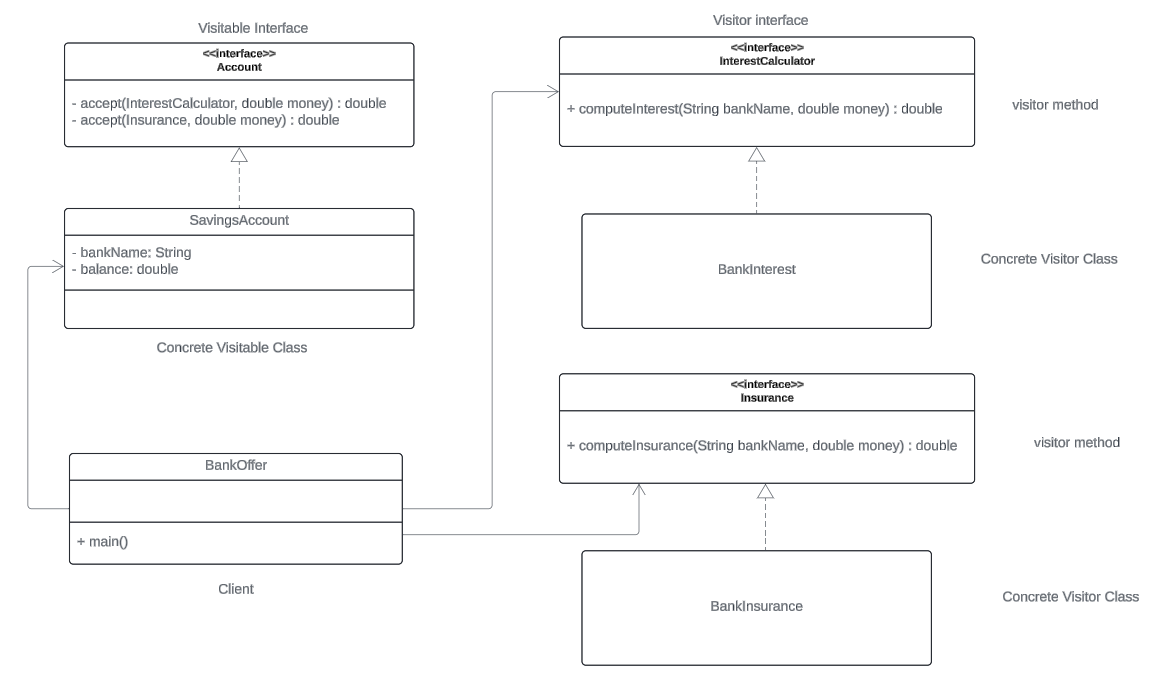 Visitable Interface
<<interface>>
Account
- accept(InterestCalculator, double money) : double
- accept(Insurance, double money) : double
SavingsAccount
- bankName: String
- balance: double
Concrete Visitable Class
BankOffer
+ main()
Client
Visitor interface
<<interface>>
InterestCalculator
+ computeInterest(String bankName, double money) : double
visitor method
BankInterest
Concrete Visitor Class
<<interface>>
Insurance
+ computeInsurance(String bankName, double money) : double
visitor method
BankInsurance
Concrete Visitor Class